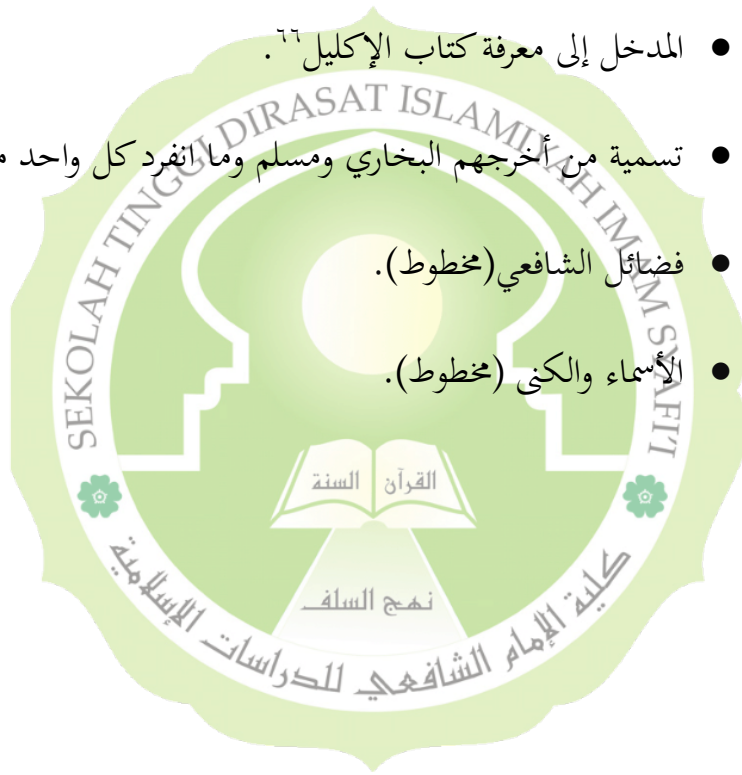 المدخل إلى معرفة كتاب الإكليل٦٦.
تسمية من أخرجهم البخاري ومسلم وما انفرد كل واحد
فضائل الشافعي(مخطوط).
الأسماء والكنى (مخطوط).
SEKOLAH TINGGI DIRASAT ISLAMIYAH IMAM SYAFI'I
القرآن السنة
نهج السلف
كلية الإمام الشافعي للدراسات الإسلامية